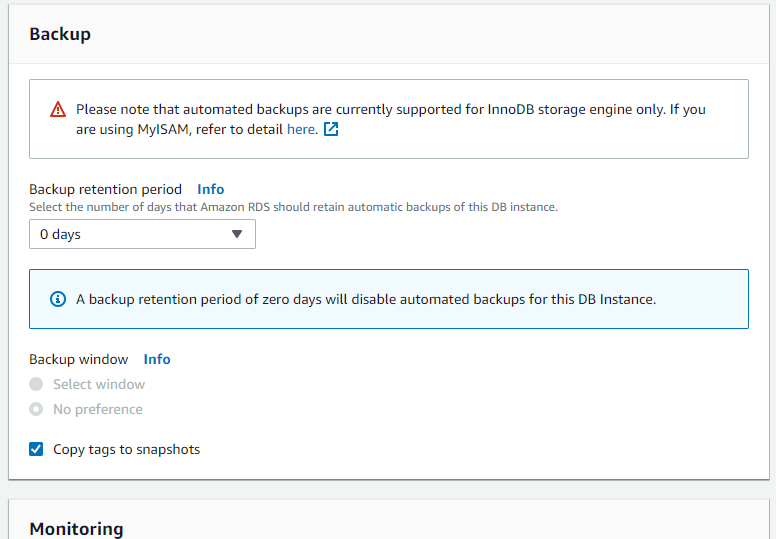 Backup
Please note that automated backups are currently supported for InnoDB storage engine only. If you
are using MyISAM, refer to detail here.
Backup retention period Info
Select the number of days that Amazon RDS should retain automatic backups of this DB instance.
0 days
A backup retention period of zero days will disable automated backups for this DB Instance.
Backup window Info
Select window
No preference
Copy tags to snapshots
Monitoring